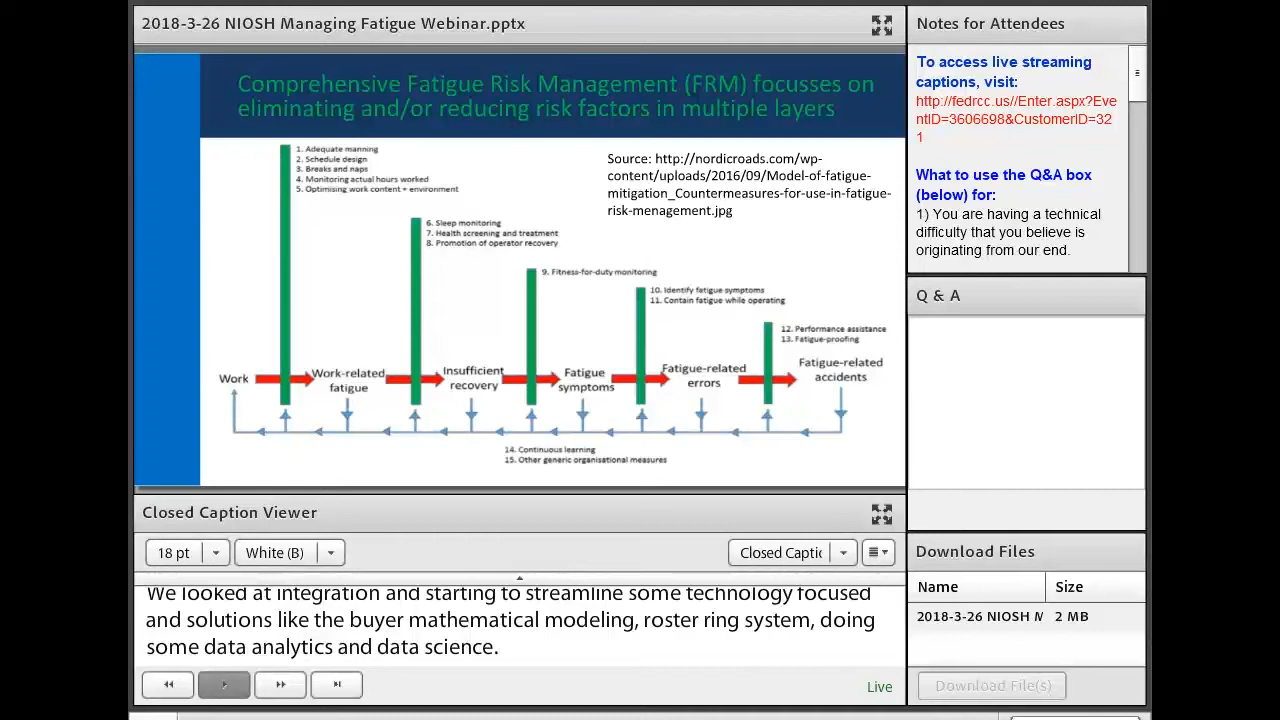 2018-3-26 NIOSH Managing Fatigue Webinar.pptx
Comprehensive Fatigue Risk Management (FRM) focusses on
eliminating and/or reducing risk factors in multiple layers
1. Adequate manning
2. Schedule design
3. Breaks and naps
4. Monitoring actual hours worked
5. Optimising work content + environment
Source: http://nordicroads.com/wp-
content/uploads/2016/09/Model-of-fatigue-
mitigation_Countermeasures-for-use-in-fatigue-
risk-menagement.jpg
6. Sleep monitoring
7. Health screening and treatment
8. Promotion of operator recovery
9. Fitness-for-duty monitoring
10. Identify fatigue symptoms
11. Contain fatigue while operating
12. Performance assistance
13. Fatigue-proofing
Work
Work-related
fatigue
Insufficient
recovery
Fatigue
symptoms
Fatigue-related
errors
Fatigue-related
accidents
14. Continuous learning
15. Other generic organisational measures
Closed Caption Viewer
18 pt
White (B)
Closed Captic
We looked at integration and starting to streamline some technology focused
and solutions like the buyer mathematical modeling, roster ring system, doing
some data analytics and data science.
Live
Notes for Attendees
To access live streaming
captions, visit:
http://fedrcc.us//Enter.aspx?Eve
ntID=3606698&CustomerID=32
1
What to use the Q&A box
(below) for:
1) You are having a technical
difficulty that you believe is
originating from our end.
Q & A
Download Files
Name Size
2018-3-26 NIOSH M 2 MB
Download File(s)